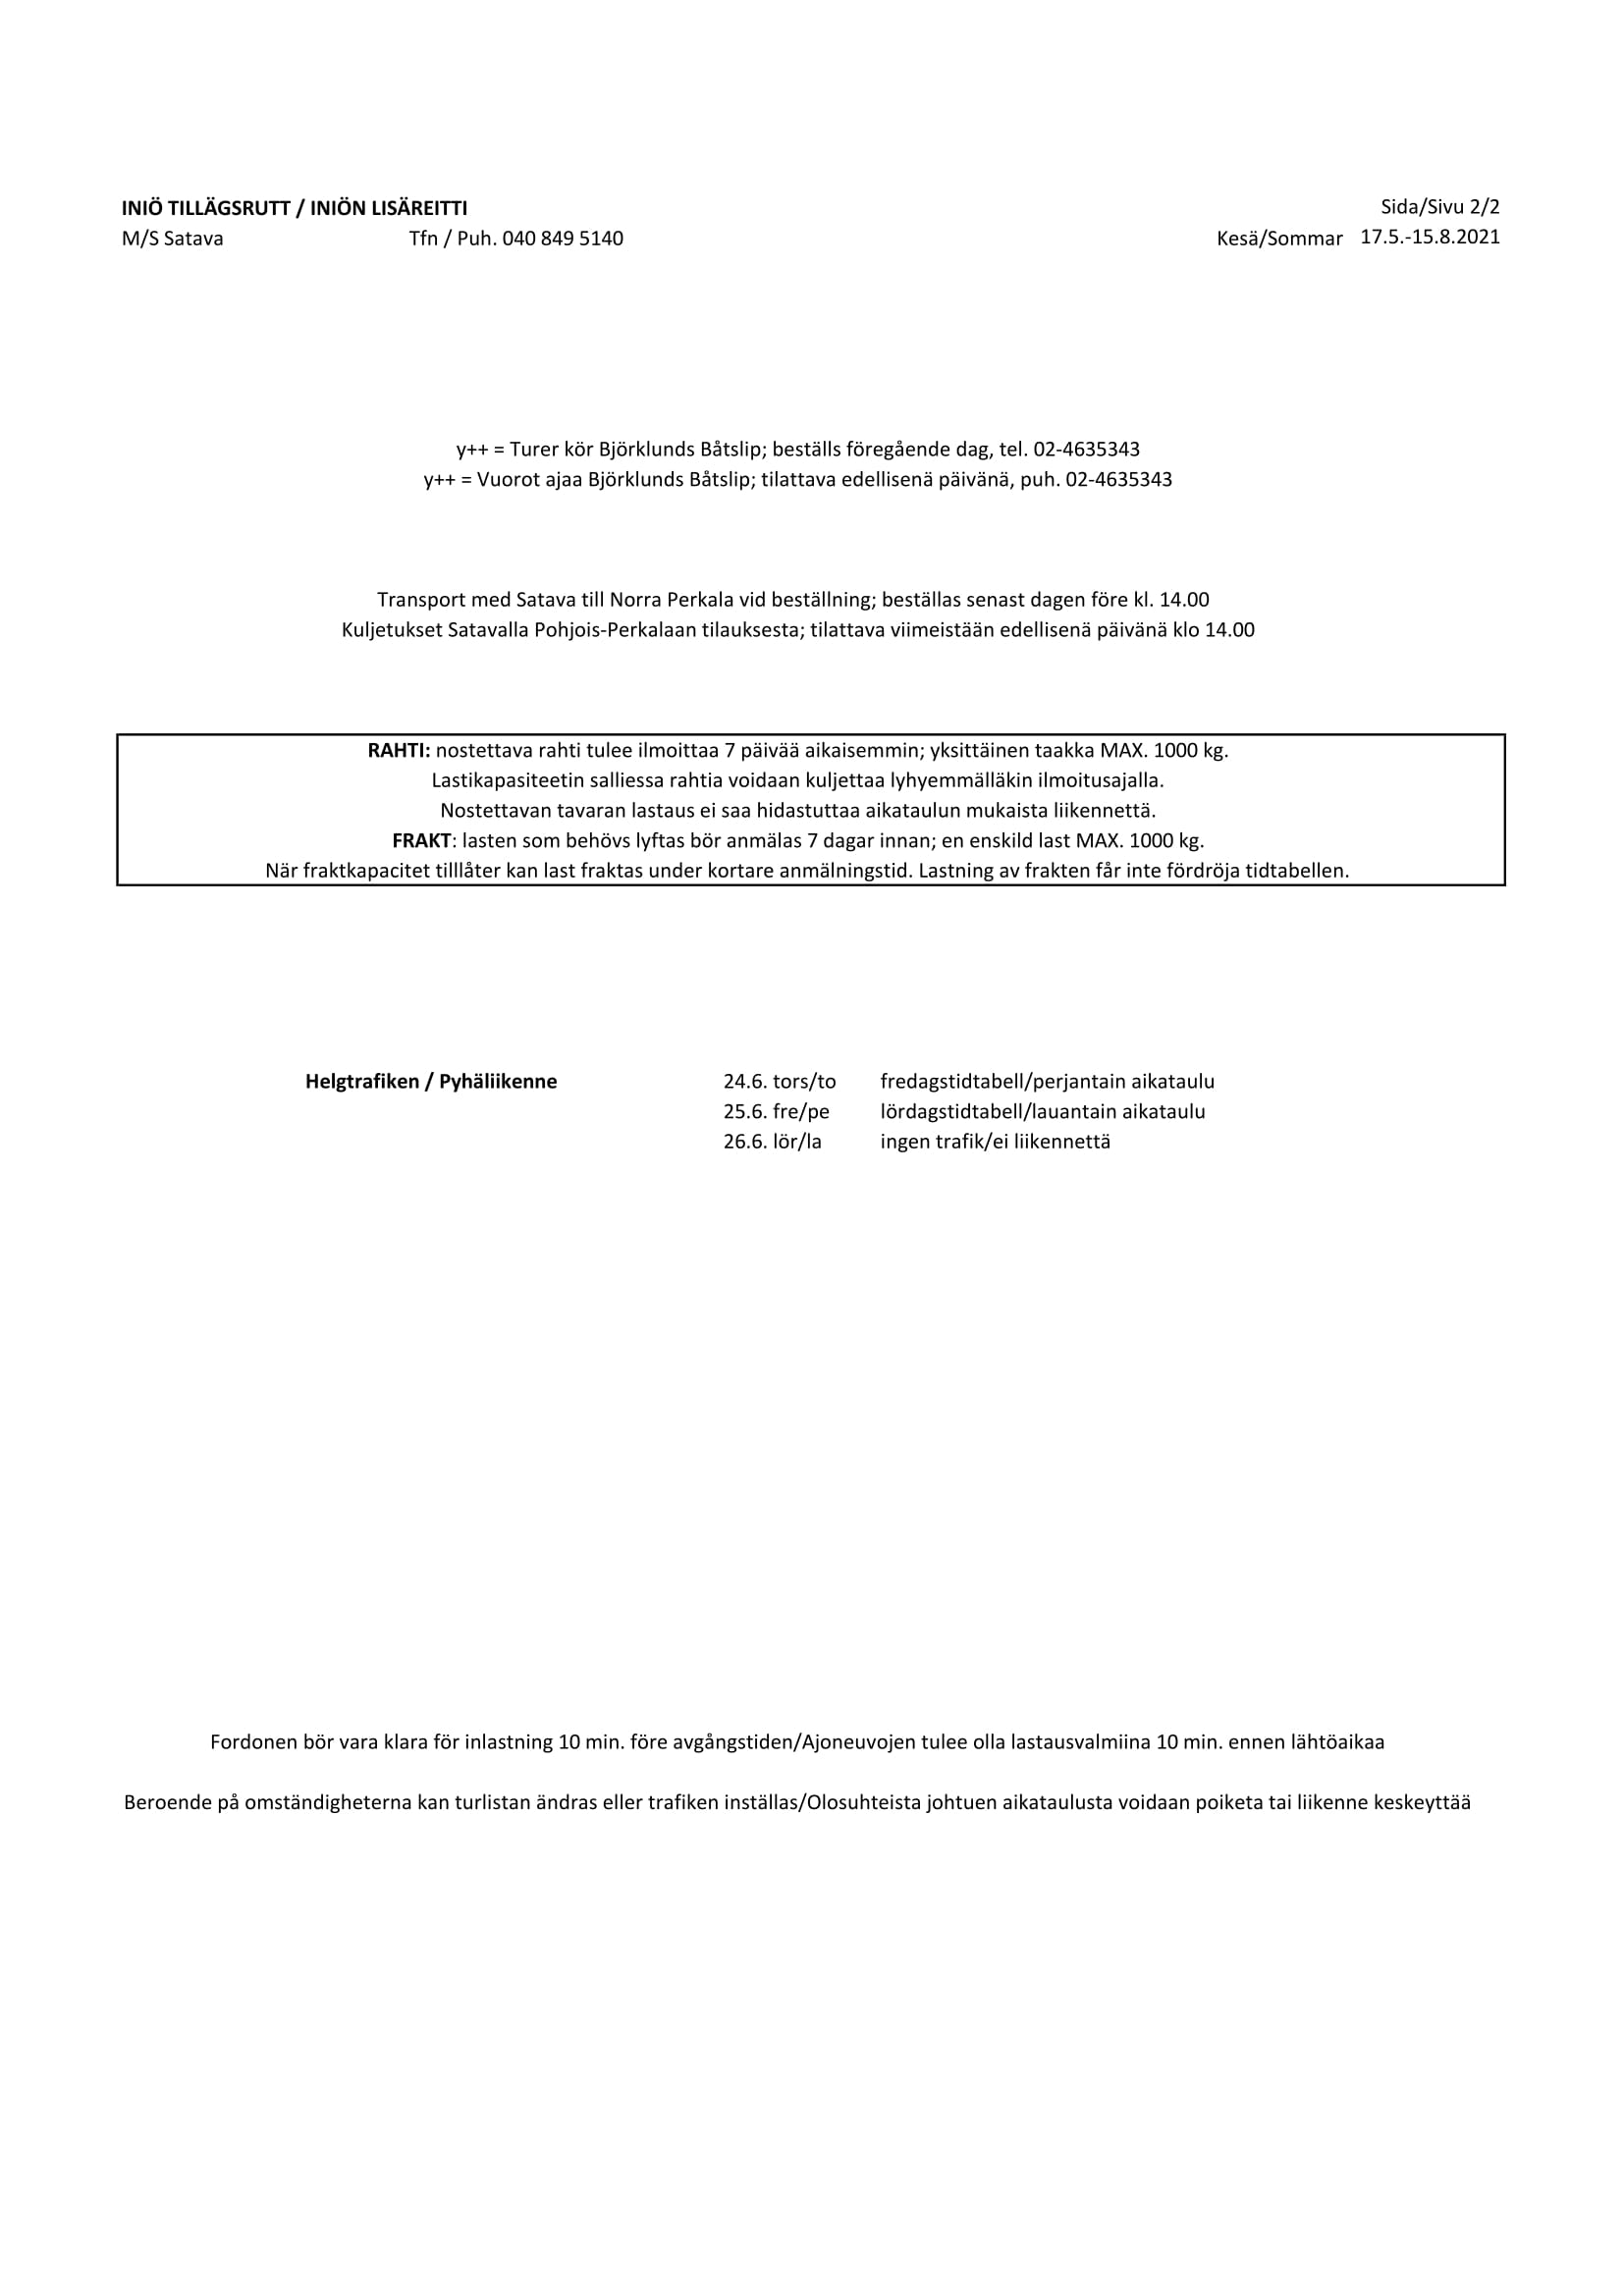 INIÖ TILLÄGSRUTT / INIÖN LISÄREITTI Sida/Sivu 2/2
M/S Satava Tfn / Puh. 040 849 5140 Kesä/Sommar 17.5.-15.8.2021
y++ = Turer kör Björklunds Båtslip; beställs föregående dag, tel. 02-4635343
y++ = Vuorot ajaa Björklunds Båtslip; tilattava edellisenä päivänä, puh. 02-4635343
Transport med Satava till Norra Perkala vid beställning; beställas senast dagen före kl. 14.00
Kuljetukset Satavalla Pohjois-Perkalaan tilauksesta; tilattava viimeistään edellisenä päivänä klo 14.00
RAHTI: nostettava rahti tulee ilmoittaa 7 päivää aikaisemmin; yksittäinen taakka MAX. 1000 kg.
Lastikapasiteetin salliessa rahtia voidaan kuljettaa lyhyemmälläkin ilmoitusajalla.
Nostettavan tavaran lastaus ei saa hidastuttaa aikataulun mukaista liikennettä.
FRAKT: lasten som behövs lyftas bör anmälas 7 dagar innan; en enskild last MAX. 1000 kg.
När fraktkapacitet tilllåter kan last fraktas under kortare anmälningstid. Lastning av frakten får inte fördröja tidtabellen.
Helgtrafiken / Pyhäliikenne 24.6. tors/to fredagstidtabell/perjantain aikataulu
25.6. fre/pe lördagstidtabell/lauantain aikataulu
26.6. lör/la ingen trafik/ei liikennettä
Fordonen bör vara klara för inlastning 10 min. före avgångstiden/Ajoneuvojen tulee olla lastausvalmiina 10 min. ennen lähtöaikaa
Beroende på omständigheterna kan turlistan ändras eller trafiken inställas/Olosuhteista johtuen aikataulusta voidaan poiketa tai liikenne keskeyttää